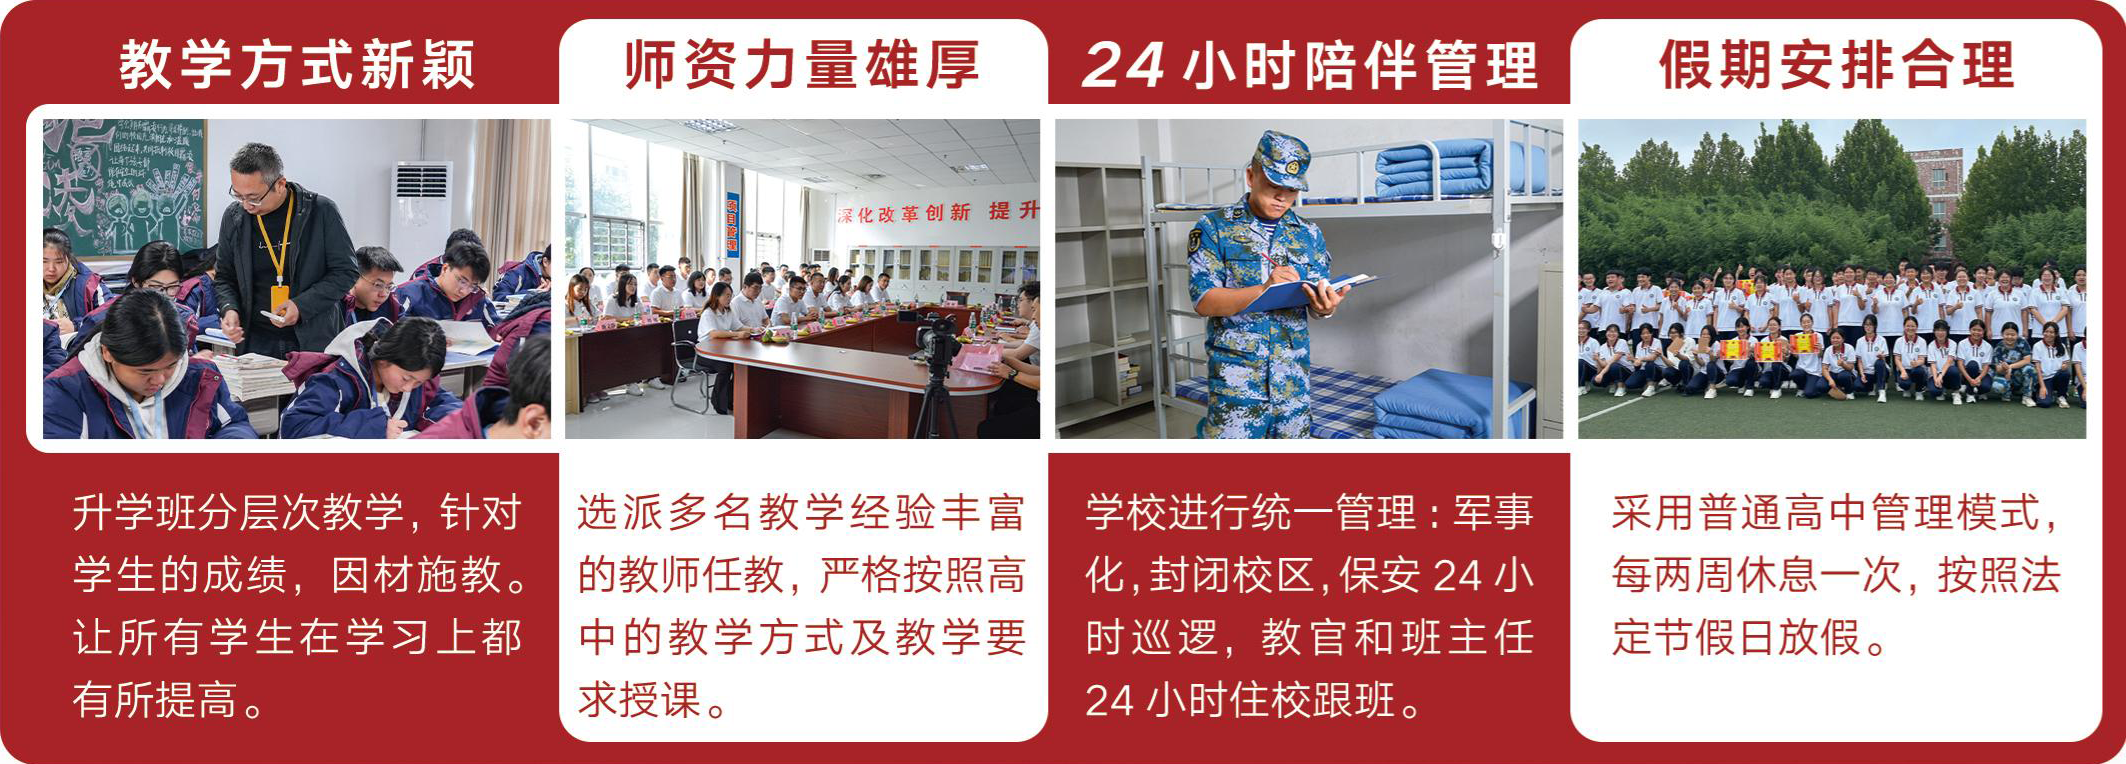 教学方式新颖
师资力量雄厚
24小时陪伴管理
假期安排合理
项目管理
深化改革创新 提升
升学班分层次教学，针对
学生的成绩，因材施教。
让所有学生在学习上都
有所提高。
选派多名教学经验丰富
的教师任教，严格按照高
中的教学方式及教学要
求授课。
学校进行统一管理：军事
化，封闭校区，保安 24 小
时巡逻，教官和班主任
24 小时住校跟班。
采用普通高中管理模式，
每两周休息一次，按照法
定节假日放假。